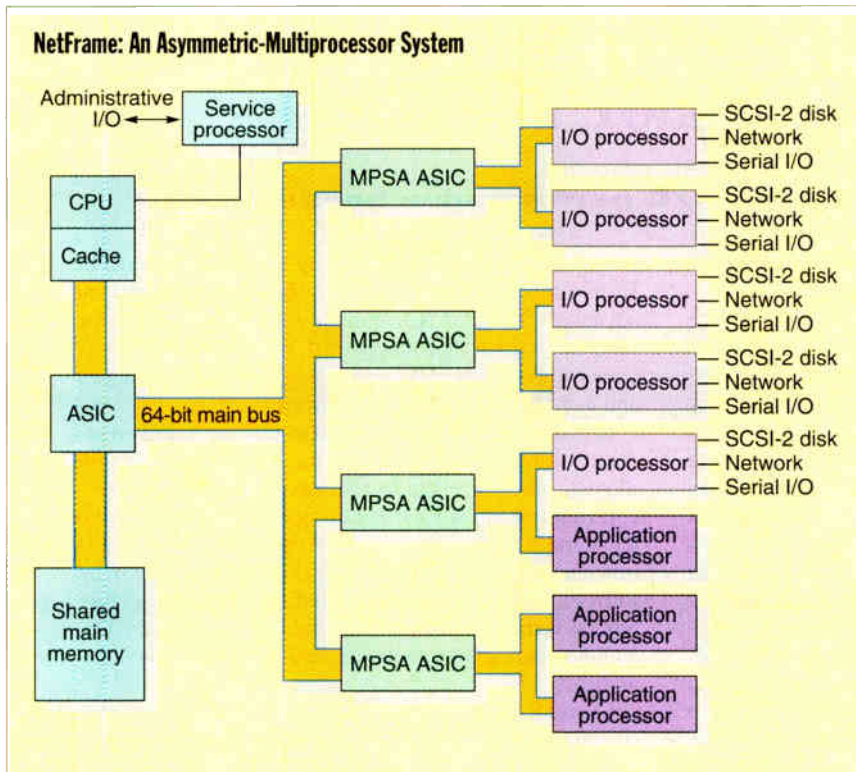 NetFrame: An Asymmetric-Multiprocessor System
Administrative
I/O
Service
processor
CPU
Cache
ASIC
64-bit main bus
Shared
main
memory
MPSA ASIC
I/O processor
SCSI-2 disk
Network
Serial I/O
I/O processor
SCSI-2 disk
Network
Serial I/O
MPSA ASIC
I/O processor
SCSI-2 disk
Network
Serial I/O
I/O processor
SCSI-2 disk
Network
Serial I/O
MPSA ASIC
I/O processor
SCSI-2 disk
Network
Serial I/O
Application
processor
MPSA ASIC
Application
processor
Application
processor